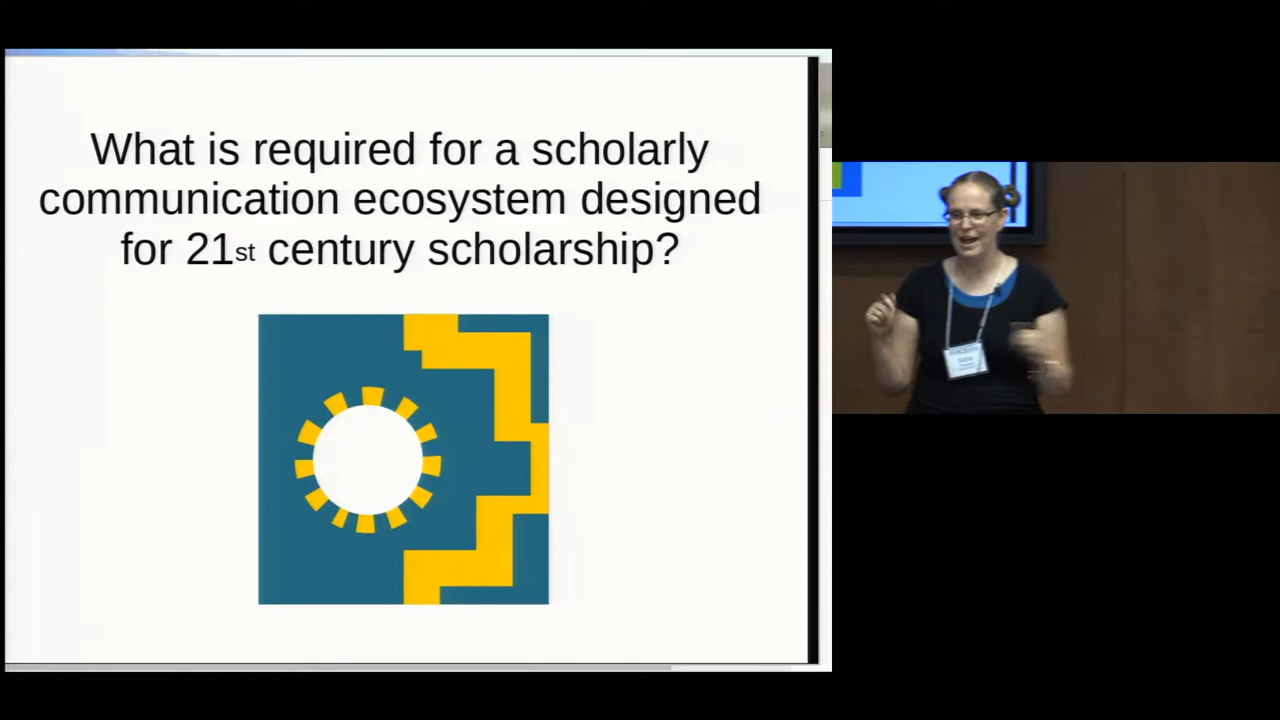 What is required for a scholarly
communication ecosystem designed
for 21st century scholarship?